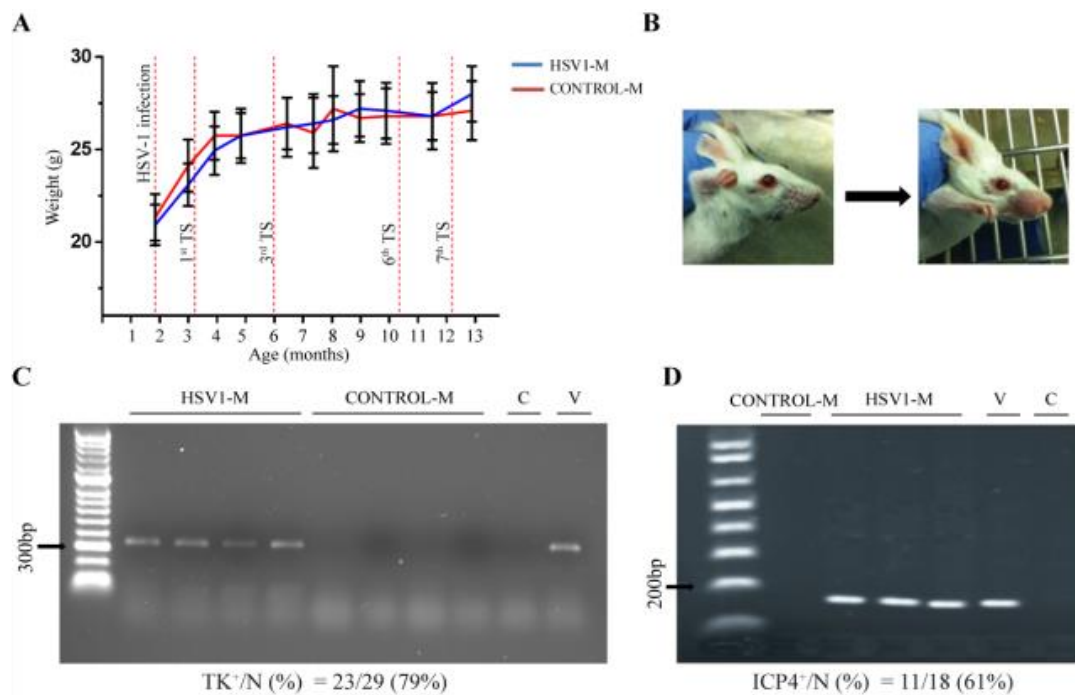 A
B
30
25
20
Weight (g)
HSV-1 infection
1st TS
3rd TS
6th TS
7th TS
HSV1-M
CONTROL-M
1 2 3 4 5 6 7 8 9 10 11 12 13
Age (months)
C
HSV1-M CONTROL-M C V
300bp
TK+/N (%) = 23/29 (79%)
D
CONTROL-M HSV1-M V C
200bp
ICP4+/N (%) = 11/18 (61%)